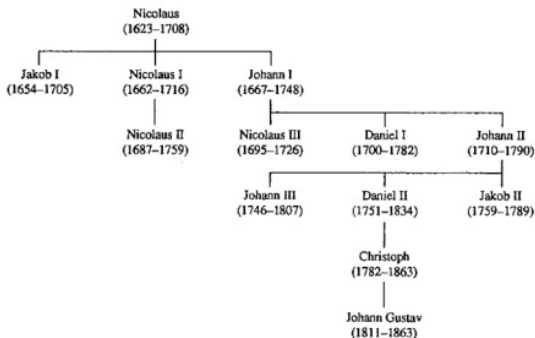 Nicolaus
(1623–1708)
Jakob I
(1654–1705)
Nicolaus I
(1662–1716)
Johann I
(1667–1748)
Nicolaus II
(1687–1759)
Nicolaus III
(1695–1726)
Daniel I
(1700–1782)
Johann II
(1710–1790)
Johann III
(1746–1807)
Daniel II
(1751–1834)
Jakob II
(1759–1789)
Christoph
(1782–1863)
Johann Gustav
(1811–1863)